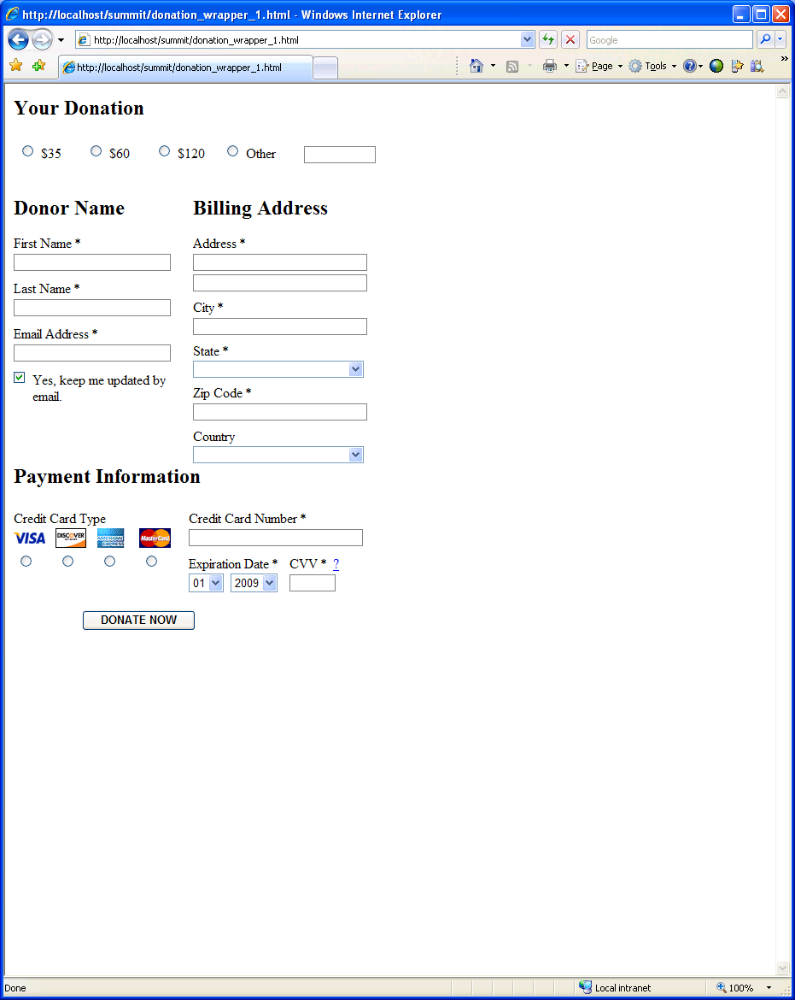 http://localhost/summit/donation_wrapper_1.html - Windows Internet Explorer
http://localhost/summit/donation_wrapper_1.html
Google
http://localhost/summit/donation_wrapper_1.html
Page Tools
»
Your Donation
$35 $60 $120 Other
Donor Name
First Name *
Last Name *
Email Address *
Yes, keep me updated by
email.
Billing Address
Address *
City *
State *
Zip Code *
Country
Payment Information
Credit Card Type
VISA DISCOVER NETWORK AMERICAN EXPRESS MasterCard
Credit Card Number *
Expiration Date * CVV * ?
01 2009
DONATE NOW
Done Local intranet 100%